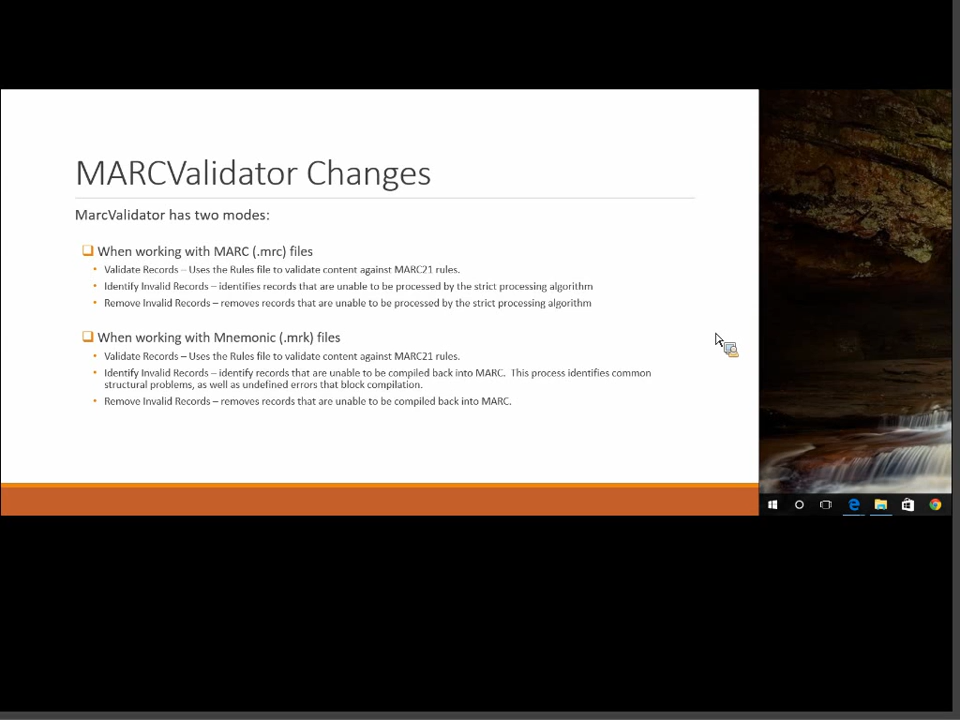 MARCValidator Changes
MarcValidator has two modes:
When working with MARC (.mrc) files
Validate Records – Uses the Rules file to validate content against MARC21 rules.
Identify Invalid Records – identifies records that are unable to be processed by the strict processing algorithm
Remove Invalid Records – removes records that are unable to be processed by the strict processing algorithm
When working with Mnemonic (.mrk) files
Validate Records – Uses the Rules file to validate content against MARC21 rules.
Identify Invalid Records – identify records that are unable to be compiled back into MARC. This process identifies common
structural problems, as well as undefined errors that block compilation.
Remove Invalid Records – removes records that are unable to be compiled back into MARC.